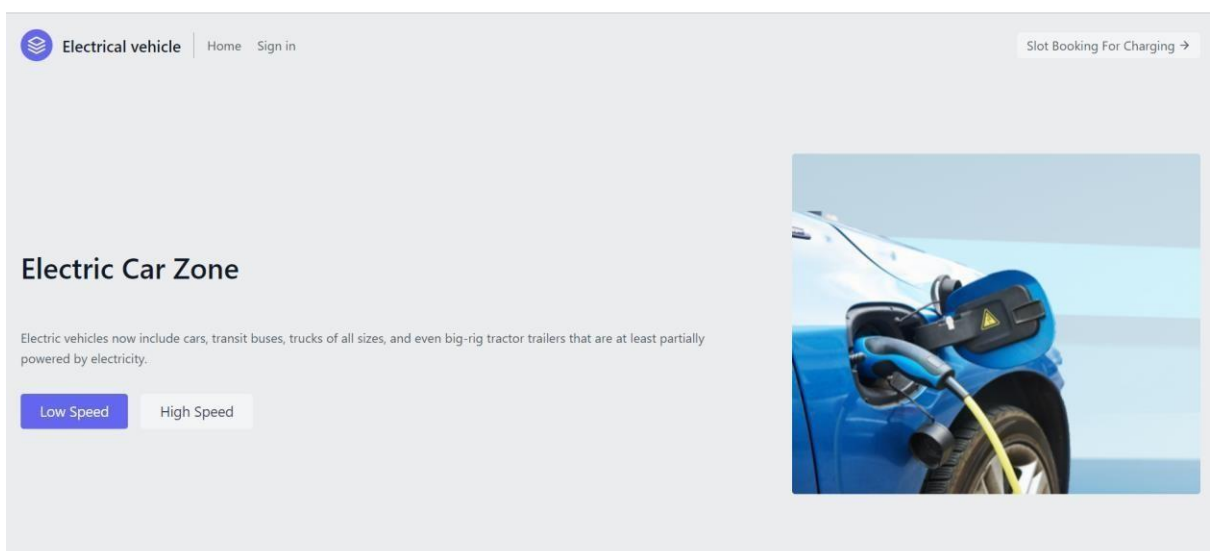 Electrical vehicle
Home
Sign in
Slot Booking For Charging →
Electric Car Zone
Electric vehicles now include cars, transit buses, trucks of all sizes, and even big-rig tractor trailers that are at least partially
powered by electricity.
Low Speed
High Speed